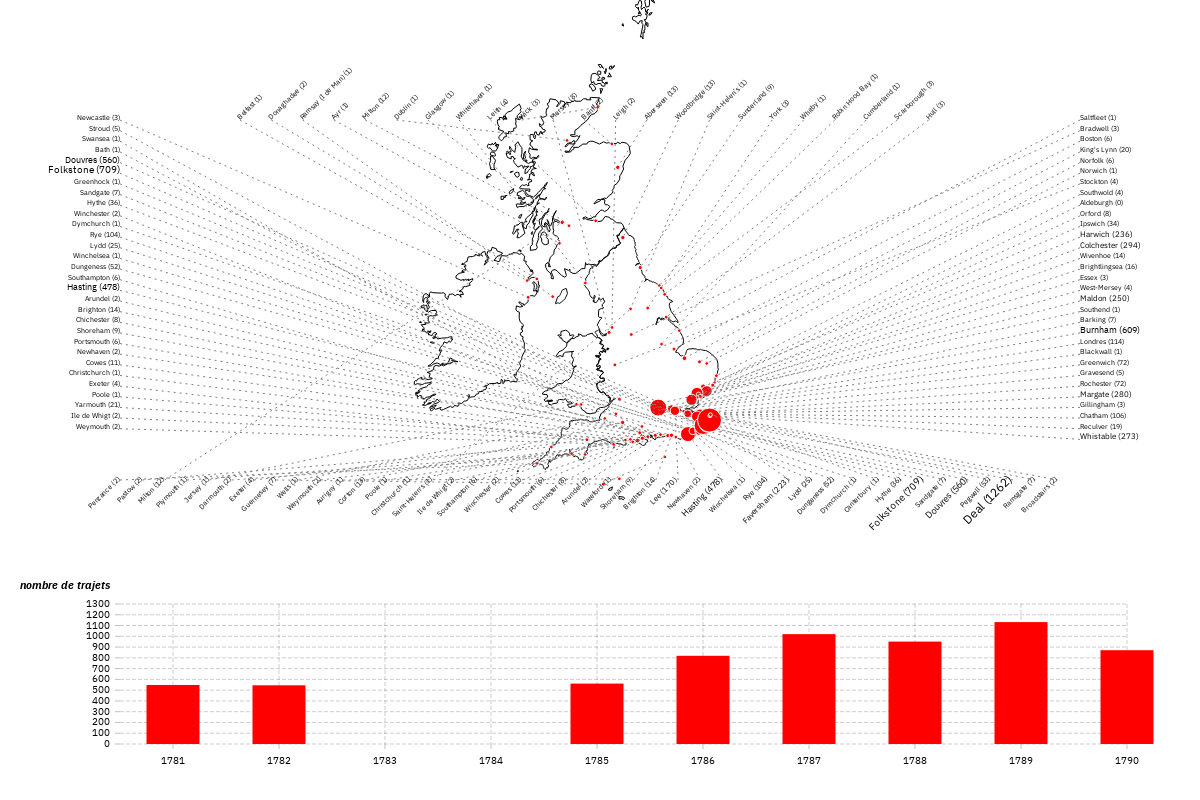 Belfast (1)
Donaghadee (2)
Ramsay (I de Man) (1)
Ayr (1)
Milton (12)
Dublin (1)
Glasgow (1)
Whitehaven (1)
Leith (4)
Wick (5)
Banff (1)
Leigh (2)
Aberdeen (13)
Woodbridge (13)
Saint-Helen's (1)
Sunderland (9)
York (3)
Whitby (1)
Robin Hood Bay (1)
Cumberland (1)
Scarborough (3)
Hull (3)
Newcastle (3)
Stroud (5)
Swansea (1)
Bath (1)
Douvres (560)
Folkstone (709)
Greenhock (1)
Sandgate (7)
Hythe (36)
Winchester (2)
Dymchurch (1)
Rye (104)
Lydd (25)
Winchelsea (1)
Dungeness (52)
Southampton (6)
Hasting (478)
Arundel (2)
Brighton (14)
Chichester (8)
Shoreham (9)
Portsmouth (6)
Newhaven (2)
Cowes (11)
Christchurch (1)
Exeter (4)
Poole (1)
Yarmouth (21)
Ile de Whigt (2)
Weymouth (2)
Saltfleet (1)
Bradwell (3)
Boston (6)
King's Lynn (20)
Norfolk (6)
Norwich (1)
Stockton (4)
Southwold (4)
Aldeburgh (0)
Orford (8)
Ipswich (34)
Harwich (236)
Colchester (294)
Wivenhoe (14)
Brightlingsea (16)
Essex (3)
West-Mersey (4)
Maldon (250)
Southend (1)
Barking (7)
Burnham (609)
Londres (114)
Blackwall (1)
Greenwich (72)
Gravesend (5)
Rochester (72)
Margate (280)
Gillingham (3)
Chatham (106)
Reculver (19)
Whistable (273)
Penzance (2)
Padstow (2)
Milton (12)
Plymouth (1)
Jersey (1)
Dartmouth (2)
Exeter (4)
Guernesey (7)
Wells (1)
Weymouth (2)
Corton (18)
Poole (1)
Christchurch (1)
Saint-Helen's (1)
Ile de Whigt (2)
Southampton (6)
Winchester (2)
Cowes (11)
Portsmouth (6)
Chichester (8)
Arundel (2)
Shoreham (9)
Brighton (14)
Lee (170)
Newhaven (2)
Hasting (478)
Winchelsea (1)
Rye (104)
Faversham (223)
Lydd (25)
Dungeness (52)
Dymchurch (1)
Canterbury (1)
Hythe (36)
Folkstone (709)
Sandgate (7)
Douvres (560)
Pegwell (53)
Deal (1262)
Ramsgate (7)
Broadstairs (2)
nombre de trajets
1300
1200
1100
1000
900
800
700
600
500
400
300
200
100
0
1781
1782
1783
1784
1785
1786
1787
1788
1789
1790